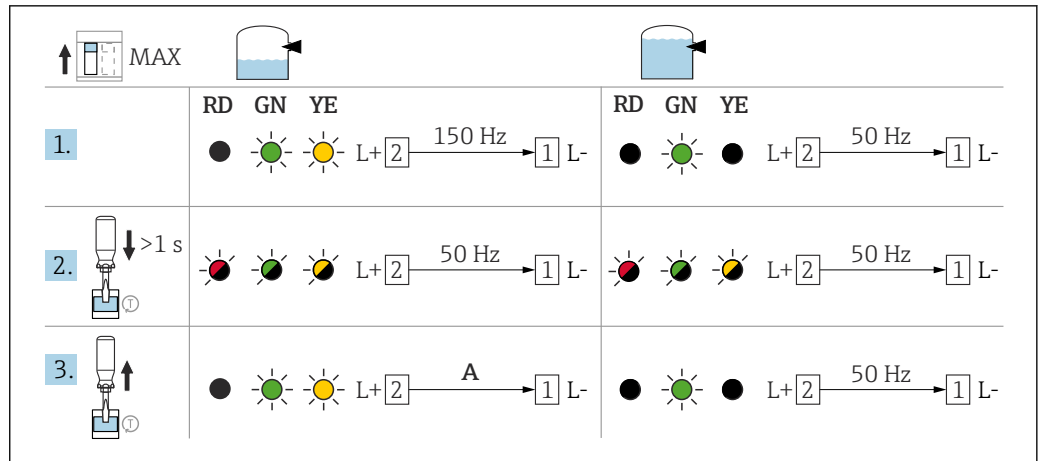 MAX
RD GN YE
RD GN YE
1.
L+ 2 150 Hz 1 L-
L+ 2 50 Hz 1 L-
2.
>1 s
T
L+ 2 50 Hz 1 L-
L+ 2 50 Hz 1 L-
3.
T
L+ 2 A 1 L-
L+ 2 50 Hz 1 L-